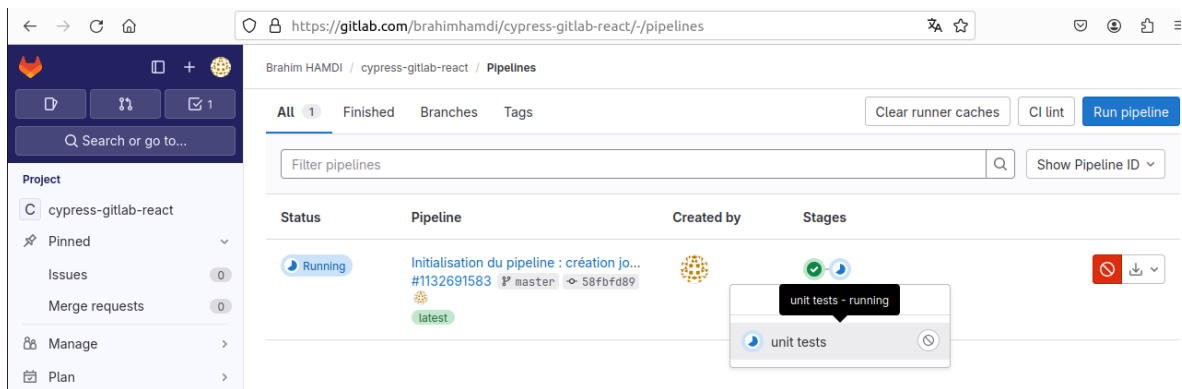 https://gitlab.com/brahimhamdi/cypress-gitlab-react/-/pipelines
Brahim HAMDI / cypress-gitlab-react / Pipelines
1
All 1 Finished Branches Tags Clear runner caches CI lint Run pipeline
Search or go to...
Filter pipelines Show Pipeline ID
Project
C cypress-gitlab-react
Status Pipeline Created by Stages
Pinned
Running Initialisation du pipeline : création jo...
Issues 0
#1132691583 master 58fbfd89
Merge requests 0
unit tests - running
latest
Manage
unit tests
Plan